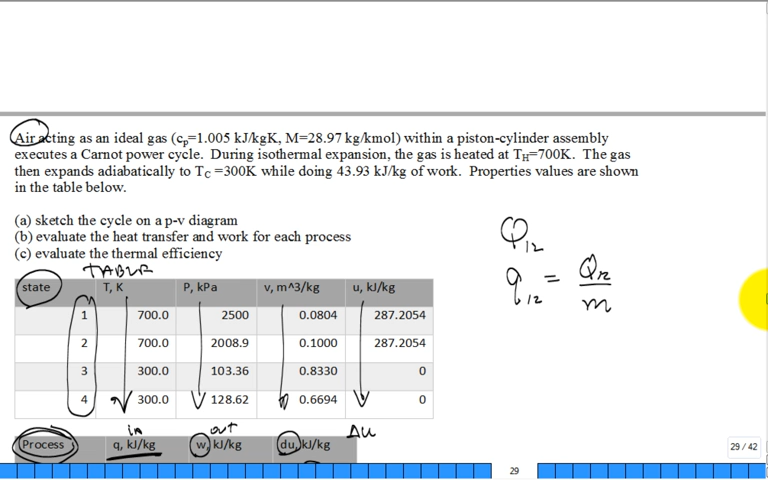 Air acting as an ideal gas (cp=1.005 kJ/kgK, M=28.97 kg/kmol) within a piston-cylinder assembly
executes a Carnot power cycle. During isothermal expansion, the gas is heated at TH=700K. The gas
then expands adiabatically to TC =300K while doing 43.93 kJ/kg of work. Properties values are shown
in the table below.
(a) sketch the cycle on a p-v diagram
(b) evaluate the heat transfer and work for each process
(c) evaluate the thermal efficiency
Q12
q12 = Q12 / m
TABLE
state T, K P, kPa v, m^3/kg u, kJ/kg
1 700.0 2500 0.0804 287.2054
2 700.0 2008.9 0.1000 287.2054
3 300.0 103.36 0.8330 0
4 300.0 128.62 0.6694 0
in out Δu
Process q, kJ/kg w, kJ/kg du, kJ/kg
29 / 42
29